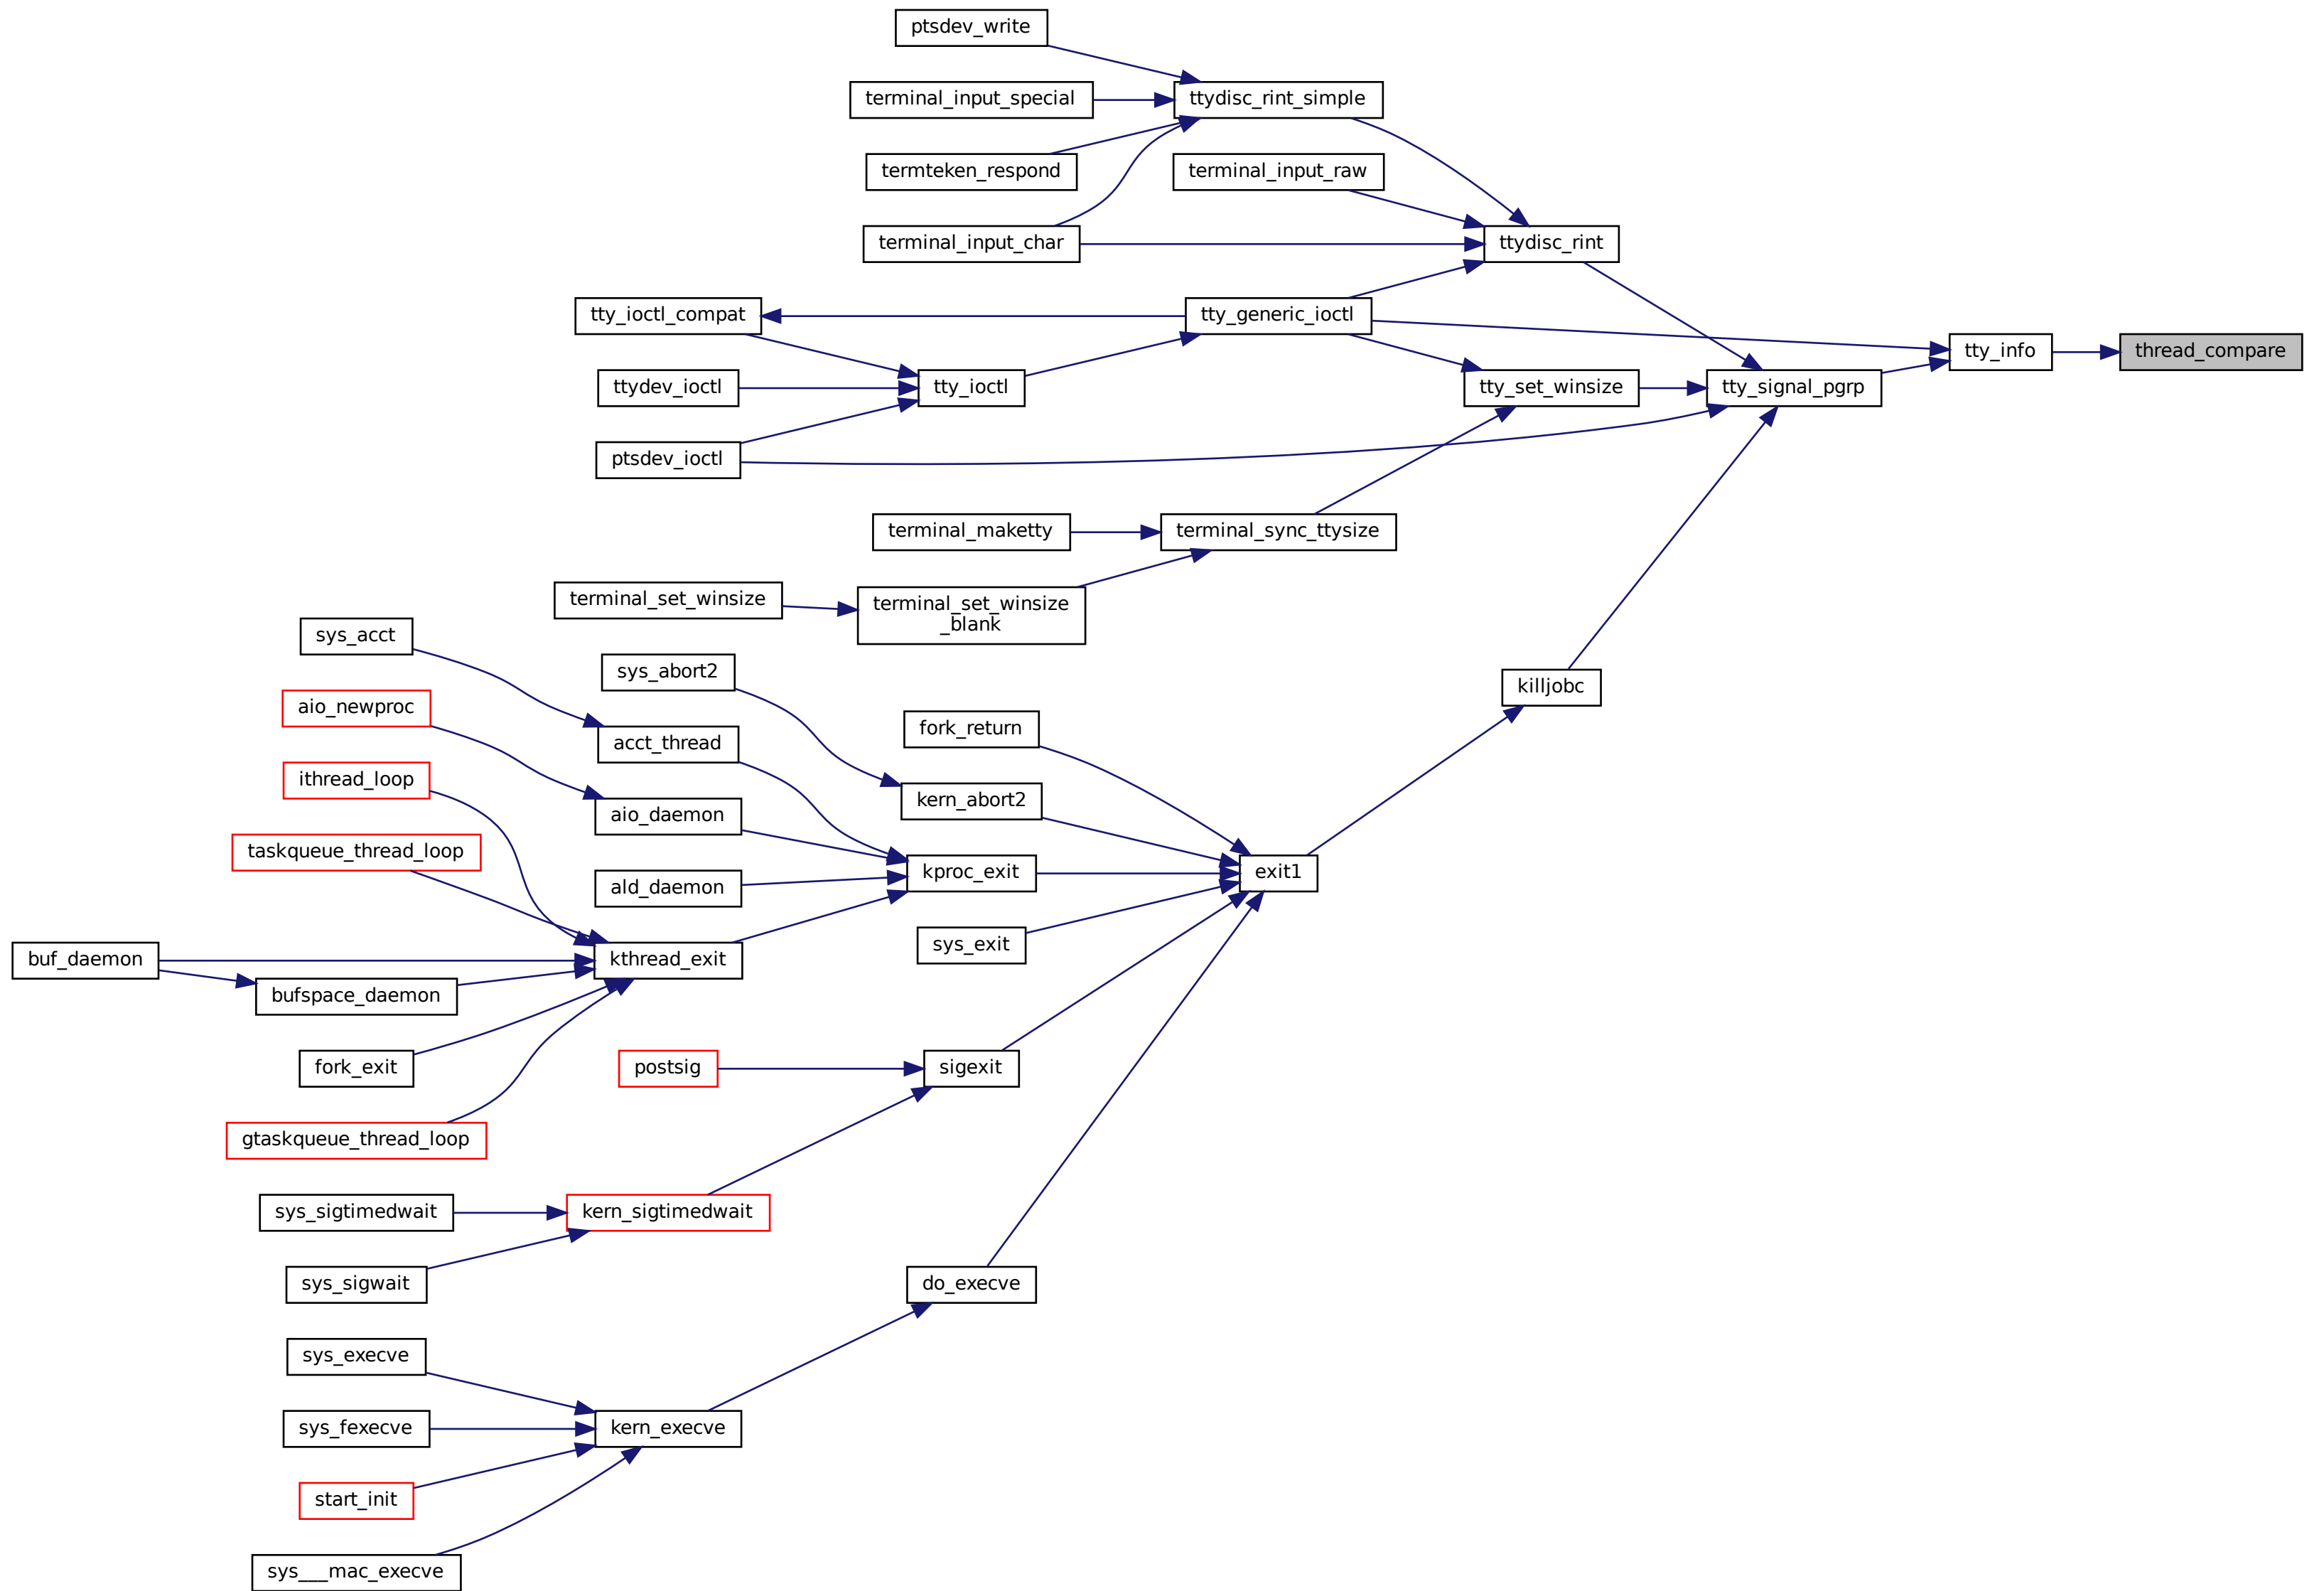 ptsdev_write
terminal_input_special
ttydisc_rint_simple
termteken_respond
terminal_input_raw
terminal_input_char
ttydisc_rint
tty_ioctl_compat
tty_generic_ioctl
tty_info
thread_compare
ttydev_ioctl
tty_ioctl
tty_set_winsize
tty_signal_pgrp
ptsdev_ioctl
terminal_maketty
terminal_sync_ttysize
terminal_set_winsize
terminal_set_winsize
_blank
sys_acct
sys_abort2
killjobc
aio_newproc
fork_return
acct_thread
ithread_loop
kern_abort2
aio_daemon
taskqueue_thread_loop
kproc_exit
exit1
ald_daemon
sys_exit
buf_daemon
kthread_exit
bufspace_daemon
fork_exit
postsig
sigexit
gtaskqueue_thread_loop
sys_sigtimedwait
kern_sigtimedwait
sys_sigwait
do_execve
sys_execve
sys_fexecve
kern_execve
start_init
sys___mac_execve